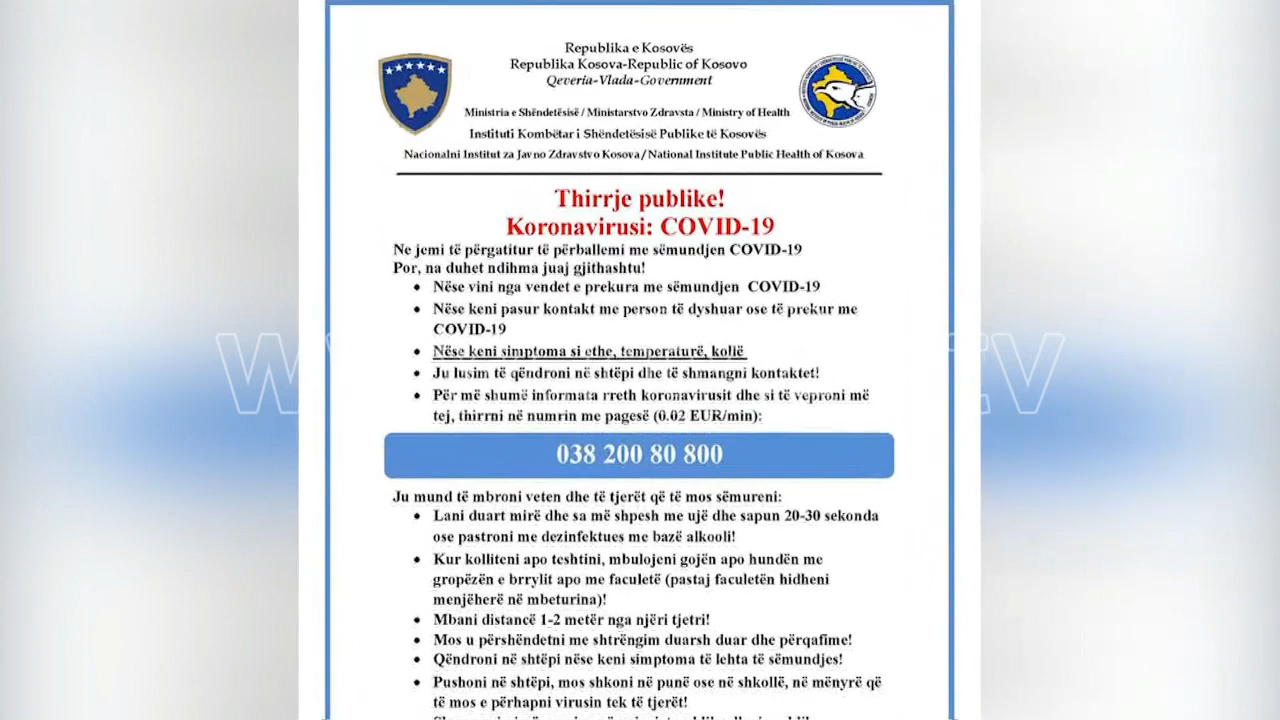 Republika e Kosovës
Republika Kosova-Republic of Kosovo
Qeveria-Vlada-Government
Ministria e Shëndetësisë / Ministarstvo Zdravsta / Ministry of Health
Instituti Kombëtar i Shëndetësisë Publike të Kosovës
Nacionalni Institut za Javno Zdravstvo Kosova / National Institute Public Health of Kosova
Thirrje publike!
Koronavirusi: COVID-19
Ne jemi të përgatitur të përballemi me sëmundjen COVID-19
Por, na duhet ndihma juaj gjithashtu!
• Nëse vini nga vendet e prekura me sëmundjen COVID-19
• Nëse keni pasur kontakt me person të dyshuar ose të prekur me
COVID-19
• Nëse keni simptoma si ethe, temperaturë, kollë
• Ju lusim të qëndroni në shtëpi dhe të shmangni kontaktet!
• Për më shumë informata rreth koronavirusit dhe si të veproni më
tej, thirrni në numrin me pagesë (0.02 EUR/min):
038 200 80 800
Ju mund të mbroni veten dhe të tjerët që të mos sëmureni:
• Lani duart mirë dhe sa më shpesh me ujë dhe sapun 20-30 sekonda
ose pastroni me dezinfektues me bazë alkooli!
• Kur kolliteni apo teshtini, mbulojeni gojën apo hundën me
gropëzën e brrylit apo me faculetë (pastaj faculetën hidheni
menjëherë në mbeturina)!
• Mbani distancë 1-2 metër nga njëri tjetri!
• Mos u përshëndetni me shtrëngim duarsh duar dhe përqafime!
• Qëndroni në shtëpi nëse keni simptoma të lehta të sëmundjes!
• Pushoni në shtëpi, mos shkoni në punë ose në shkollë, në mënyrë që
të mos e përhapni virusin tek të tjerët!